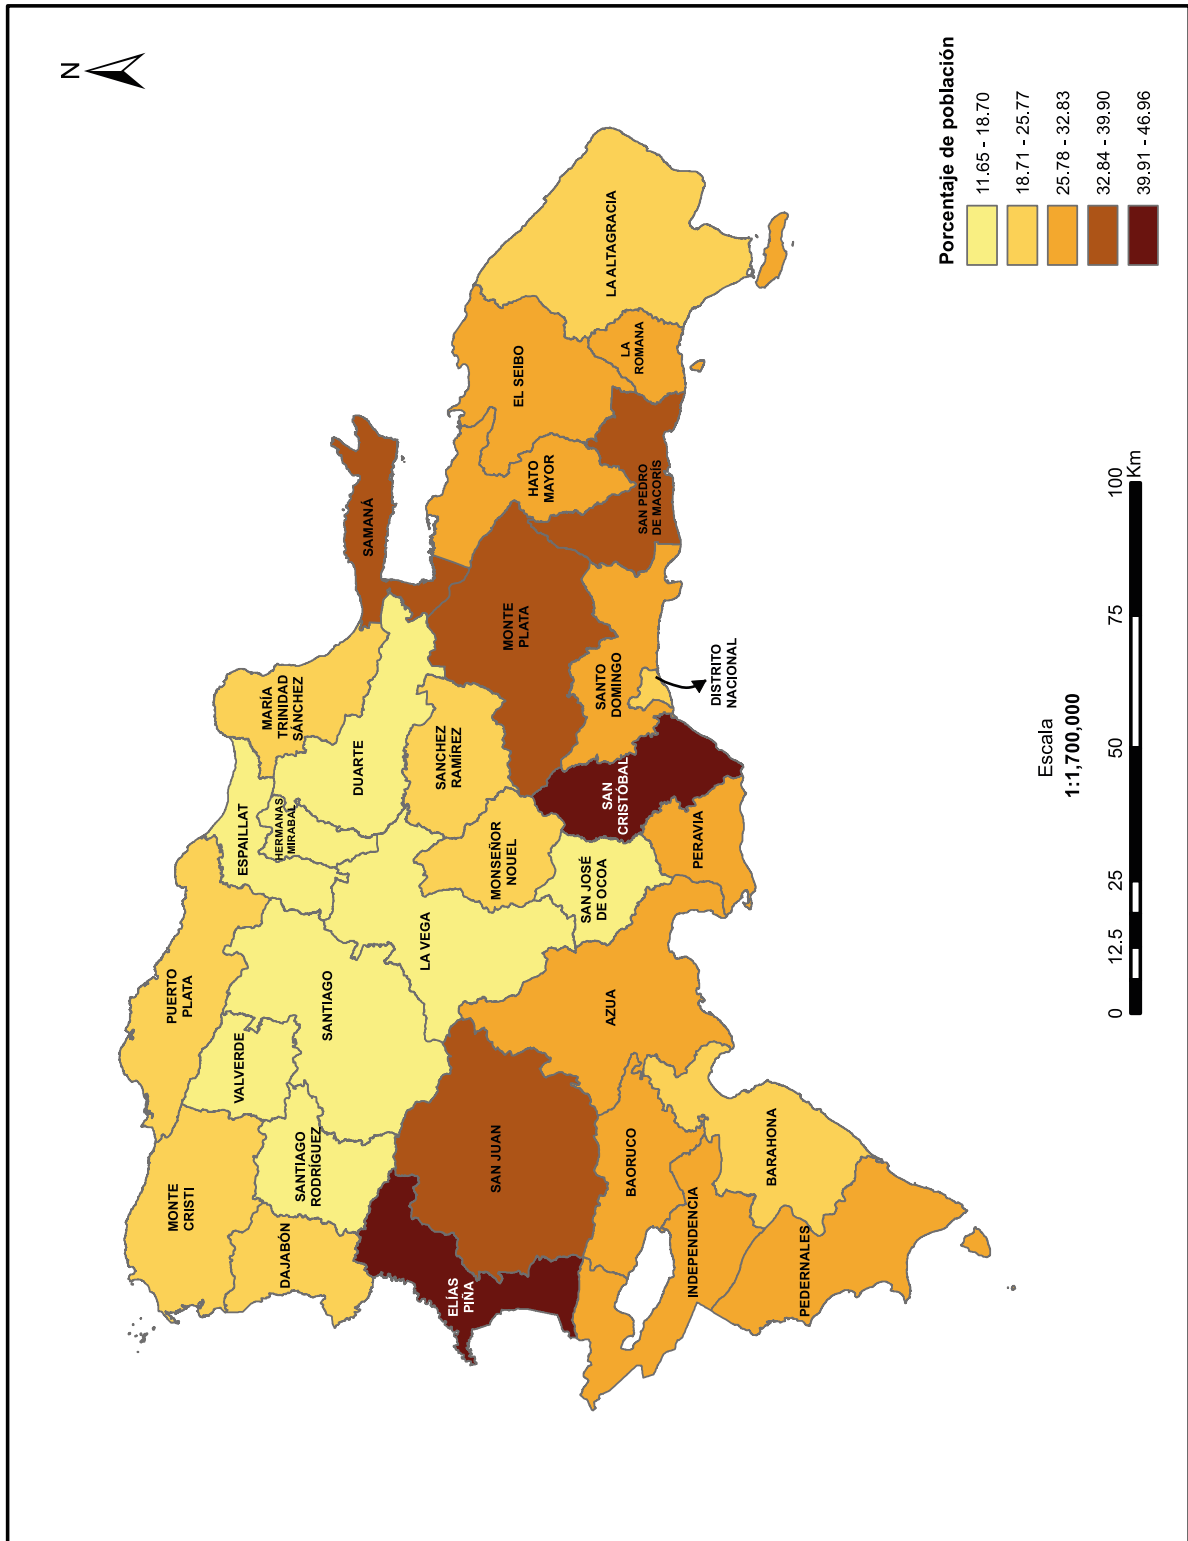 N
PUERTO
PLATA
ESPAILLAT
MARÍA
TRINIDAD
SÁNCHEZ
MONTE
CRISTI
VALVERDE
HERMANAS
MIRABAL
SAMANÁ
DAJABÓN
SANTIAGO
RODRÍGUEZ
SANTIAGO
DUARTE
LA VEGA
SANCHEZ
RAMÍREZ
ELÍAS
PIÑA
SAN JUAN
MONSEÑOR
NOUEL
MONTE
PLATA
HATO
MAYOR
EL SEIBO
LA ALTAGRACIA
AZUA
SAN JOSÉ
DE OCOA
SAN
CRISTÓBAL
SANTO
DOMINGO
SAN PEDRO
DE MACORÍS
LA
ROMANA
BAORUCO
INDEPENDENCIA
PERAVIA
DISTRITO
NACIONAL
BARAHONA
PEDERNALES
Porcentaje de población
11.65 - 18.70
18.71 - 25.77
25.78 - 32.83
32.84 - 39.90
39.91 - 46.96
Escala
1:1,700,000
0 12.5 25 50 75 100
Km